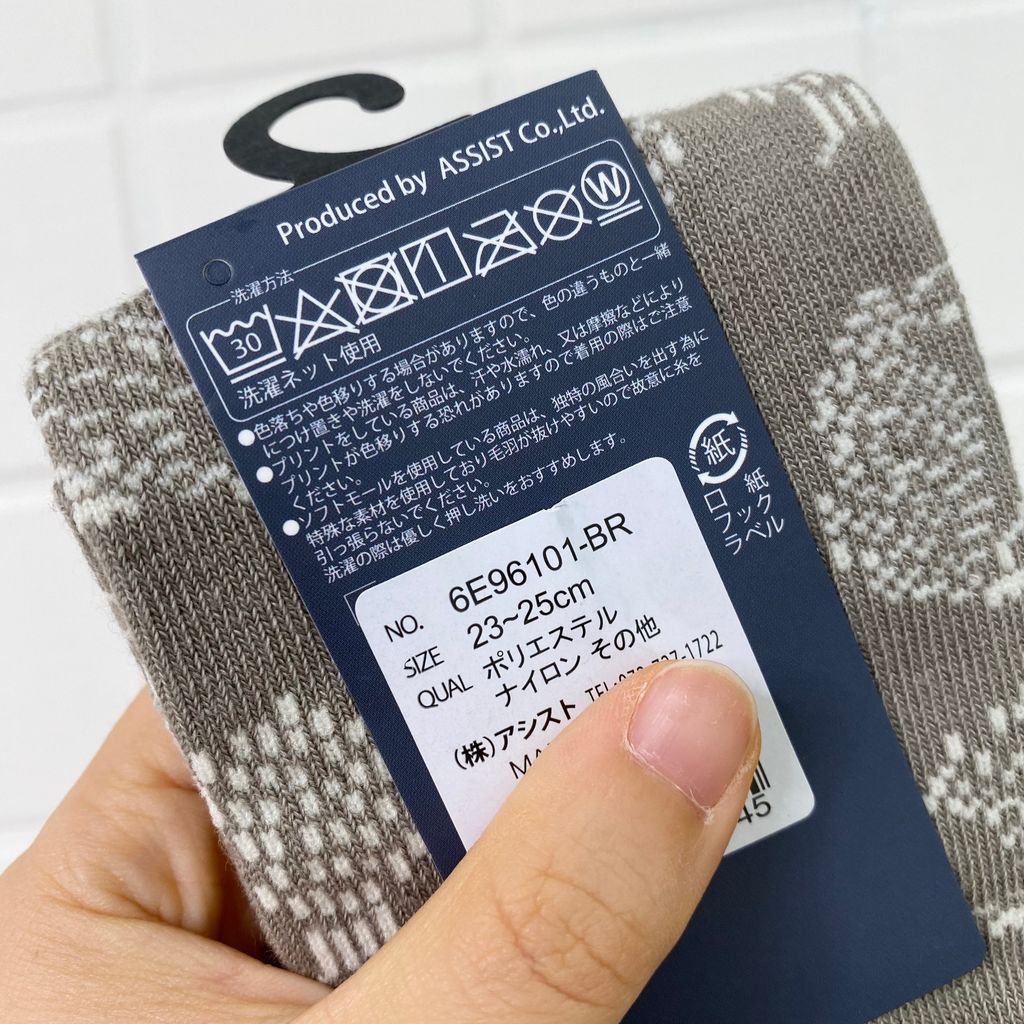 Produced by ASSIST Co.,Ltd.
洗濯方法
30
W
洗濯ネット使用
●色落ちや色移りする場合がありますので、色の違うものと一緒
につけ置きや洗濯をしないでください。
●プリントをしている商品は、汗や水濡れ、又は摩擦などにより
プリントが色移りする恐れがありますので着用の際はご注意
ください。
●ソフトモールを使用している商品は、独特の風合いを出す為に
特殊な素材を使用しており毛羽が抜けやすいので故意に糸を
引っ張らないでください。
洗濯の際は優しく押し洗いをおすすめします。
紙
紙
フック
ラベル
NO. 6E96101-BR
SIZE 23~25cm
QUAL ポリエステル
ナイロン その他
(株)アシスト TEL 1722
45